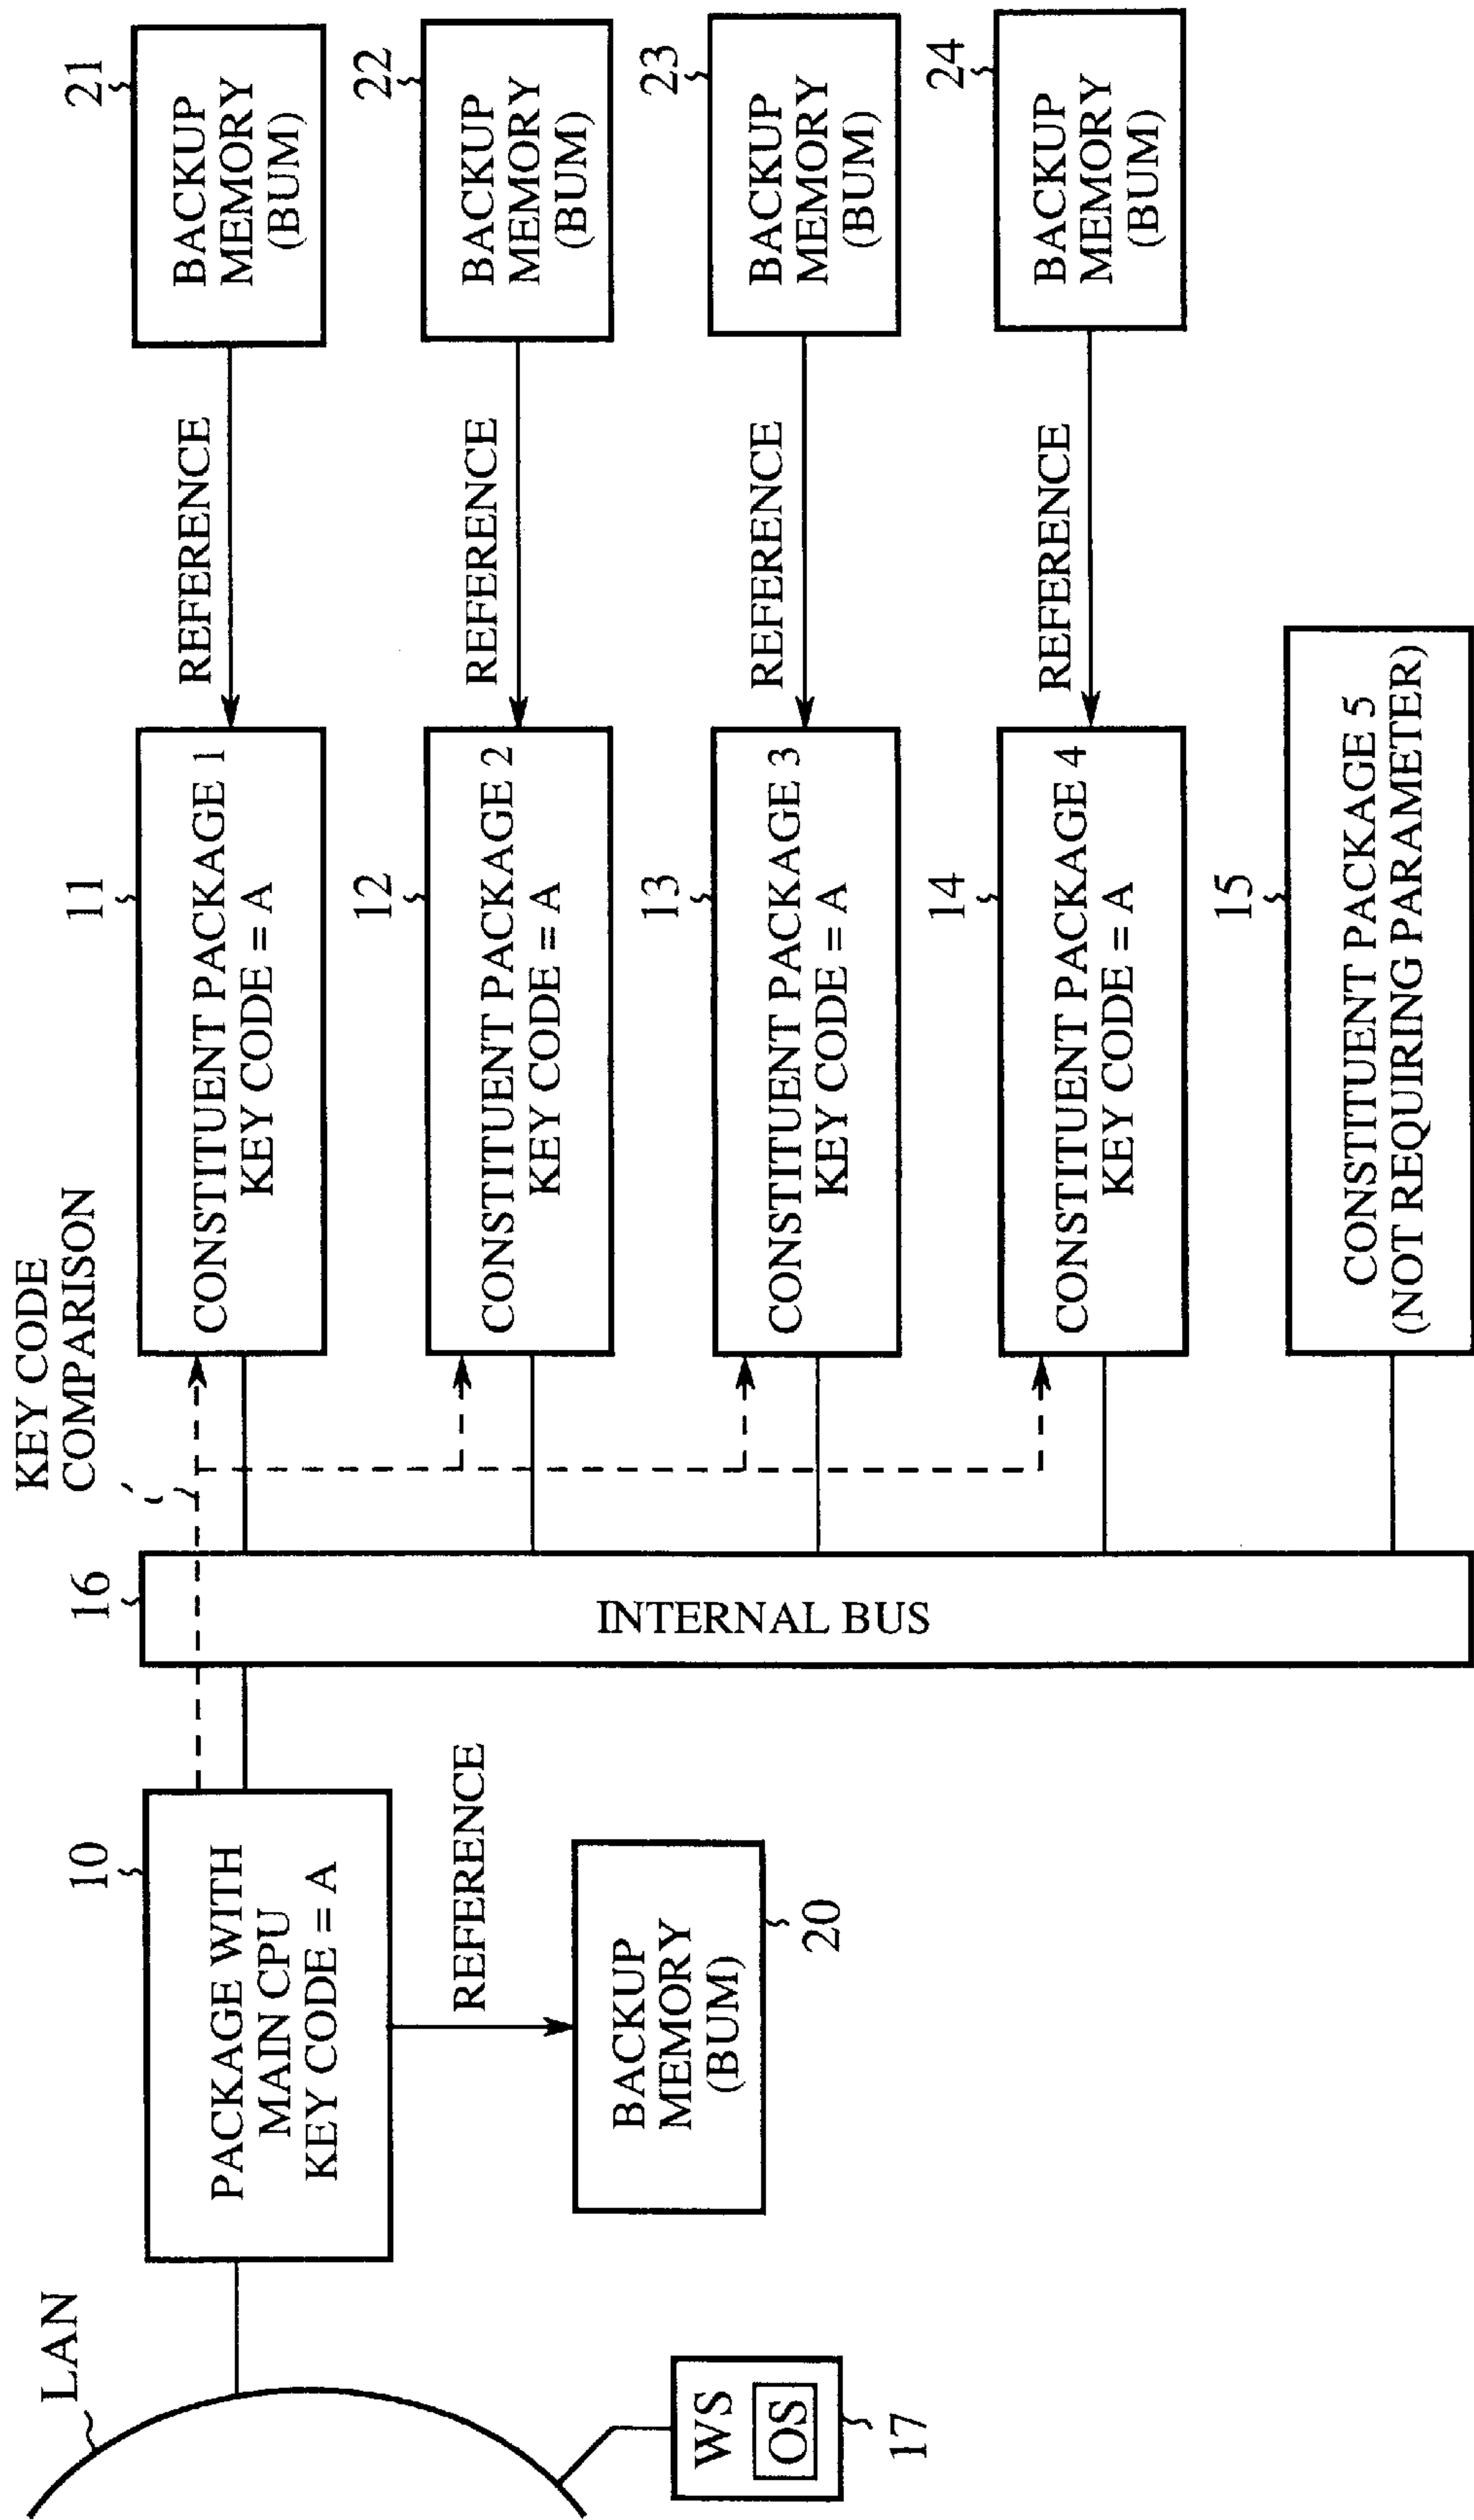 LAN
WS
OS
17
10
PACKAGE WITH
MAIN CPU
KEY CODE = A
REFERENCE
BACKUP
MEMORY
(BUM)
20
16
INTERNAL BUS
KEY CODE
COMPARISON
11
CONSTITUENT PACKAGE 1
KEY CODE = A
REFERENCE
21
BACKUP
MEMORY
(BUM)
12
CONSTITUENT PACKAGE 2
KEY CODE = A
REFERENCE
22
BACKUP
MEMORY
(BUM)
13
CONSTITUENT PACKAGE 3
KEY CODE = A
REFERENCE
23
BACKUP
MEMORY
(BUM)
14
CONSTITUENT PACKAGE 4
KEY CODE = A
REFERENCE
24
BACKUP
MEMORY
(BUM)
15
CONSTITUENT PACKAGE 5
(NOT REQUIRING PARAMETER)